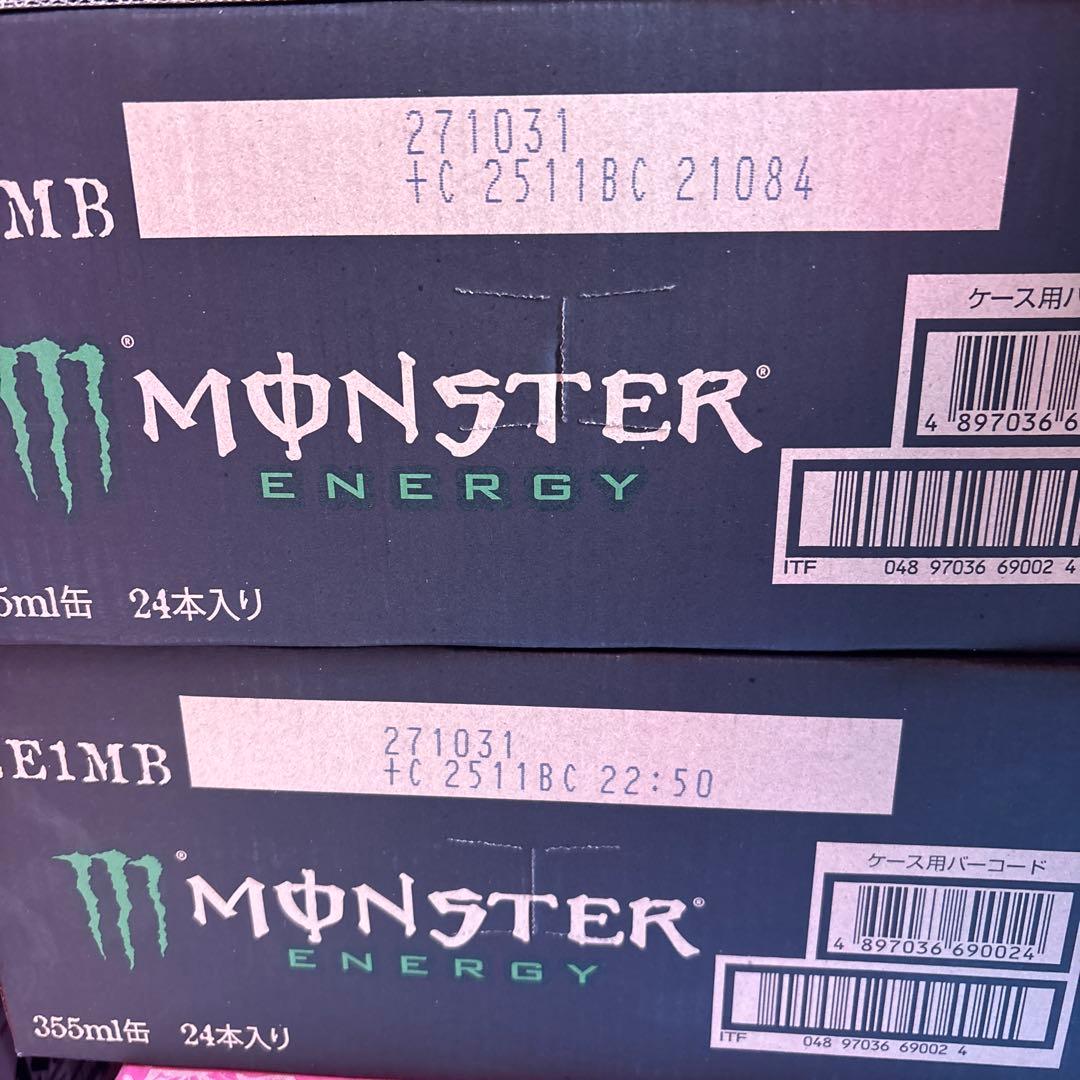 271031
+C 2511BC 21084
MB
MONSTER®
ENERGY
ケース用バ
4 897036 6
ITF 048 97036 69002 4
5ml缶 24本入り
271031
+C 2511BC 22:50
E1MB
MONSTER®
ENERGY
ケース用バーコード
4 897036 690024
ITF 048 97036 69002 4
355ml缶 24本入り